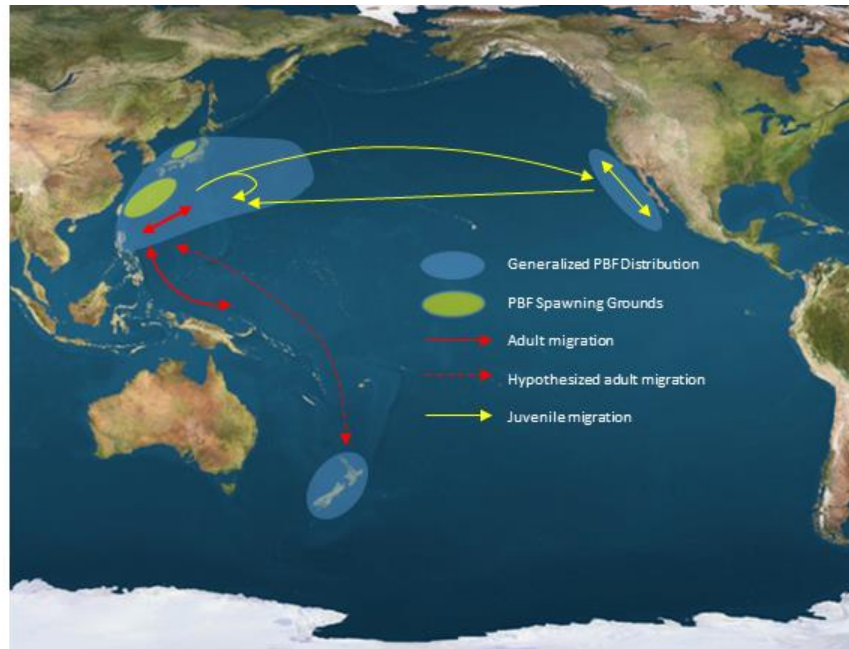 Generalized PBF Distribution
PBF Spawning Grounds
Adult migration
Hypothesized adult migration
Juvenile migration